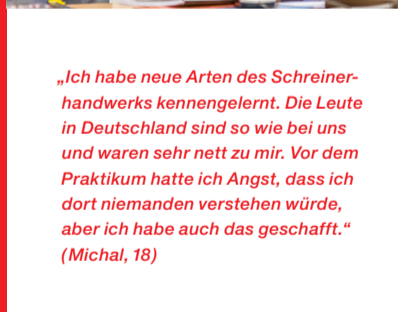 „Ich habe neue Arten des Schreiner-
handwerks kennengelernt. Die Leute
in Deutschland sind so wie bei uns
und waren sehr nett zu mir. Vor dem
Praktikum hatte ich Angst, dass ich
dort niemanden verstehen würde,
aber ich habe auch das geschafft.“
(Michal, 18)